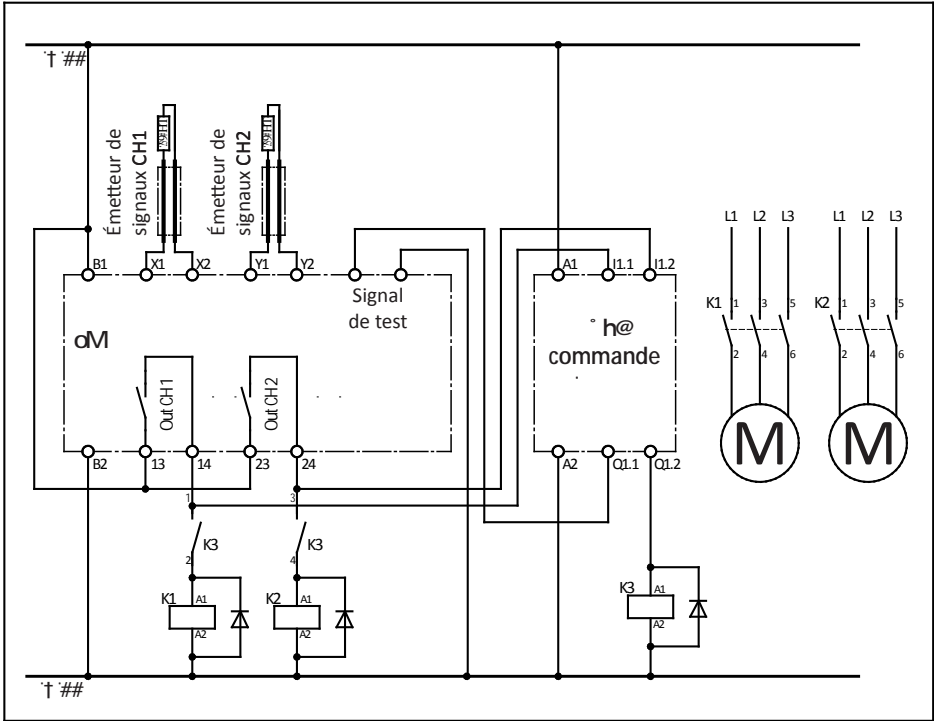 Émetteur de
signaux CH1
Émetteur de
signaux CH2
L1 L2 L3
L1 L2 L3
B1 X1 X2 Y1 Y2
A1 I1.1 I1.2
Signal
de test
K1 1 3 5
K2 1 3 5
commande
2 4 6
2 4 6
Out CH1
Out CH2
M
M
B2 13 14 23 24
A2 Q1.1 Q1.2
1 3
K3
K3
2 4
K1 A1
A2
K2 A1
A2
K3 A1
A2